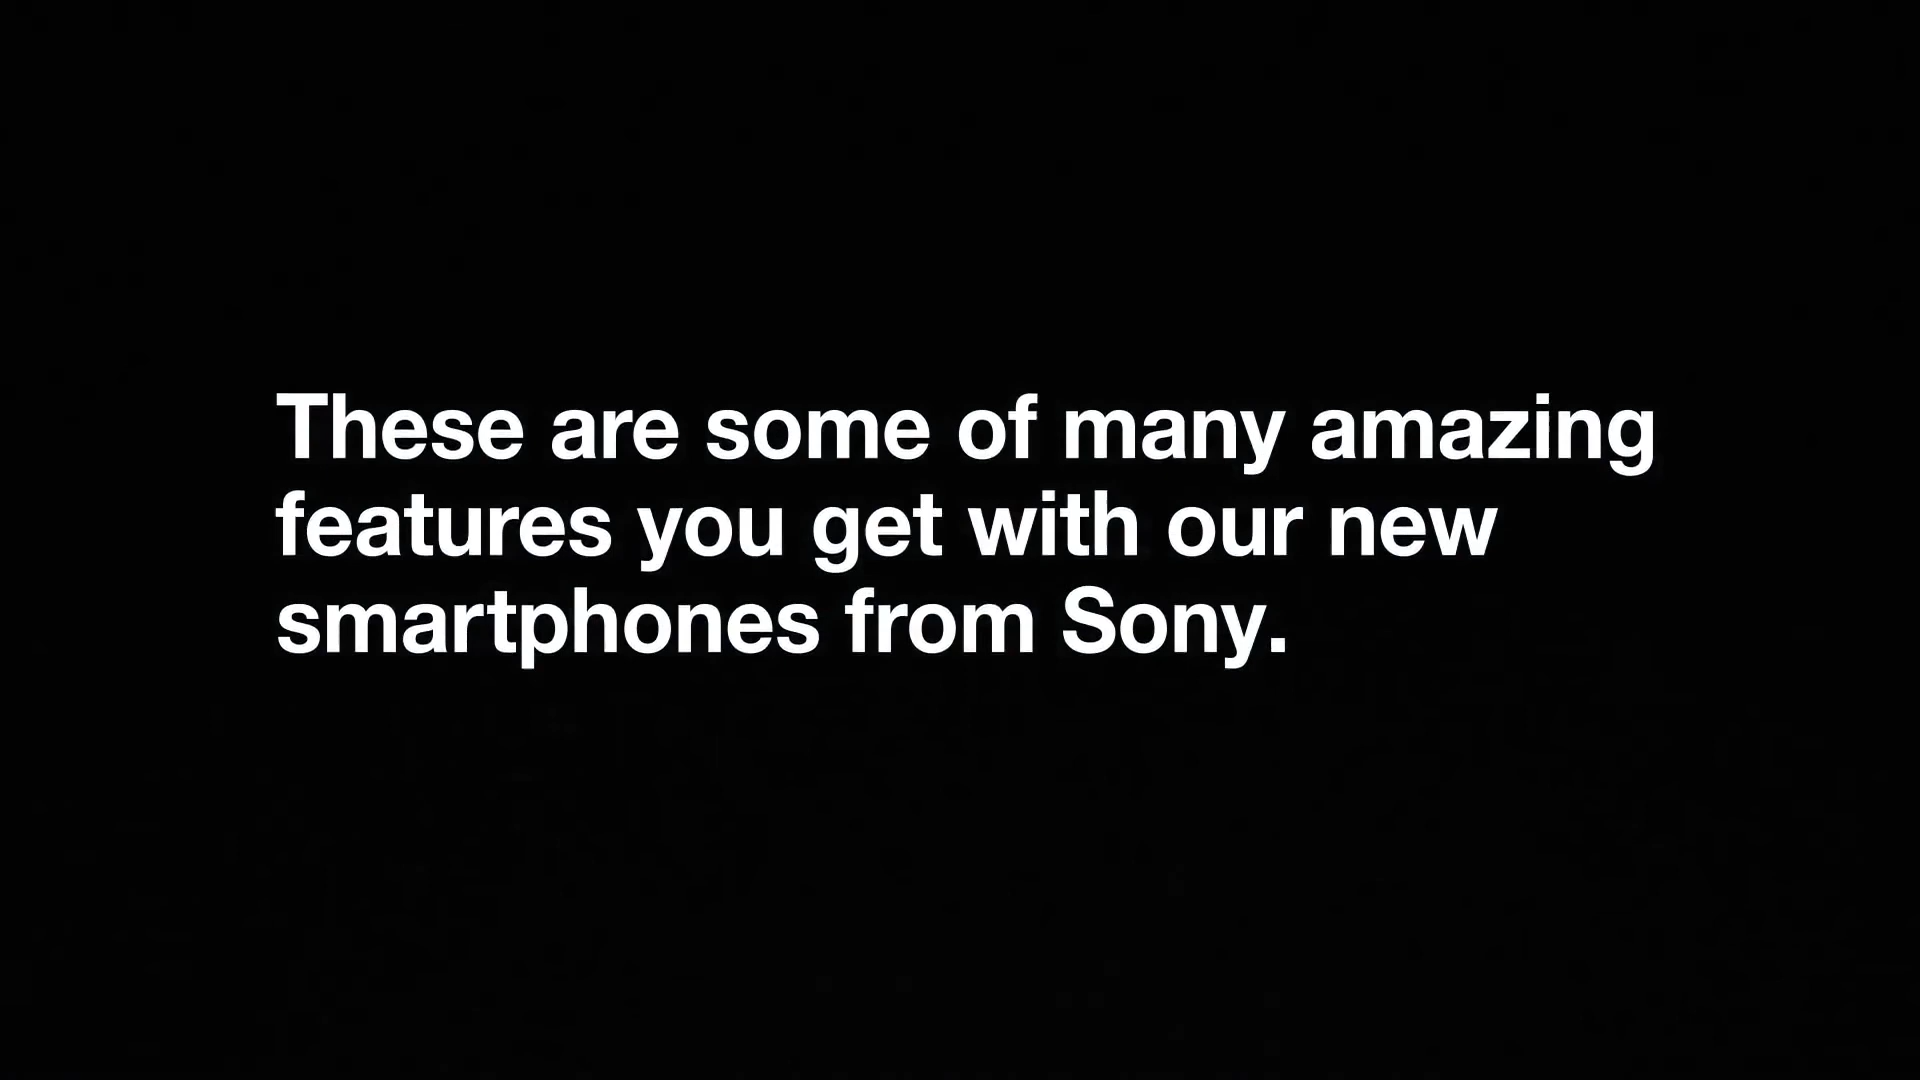 These are some of many amazing
features you get with our new
smartphones from Sony.